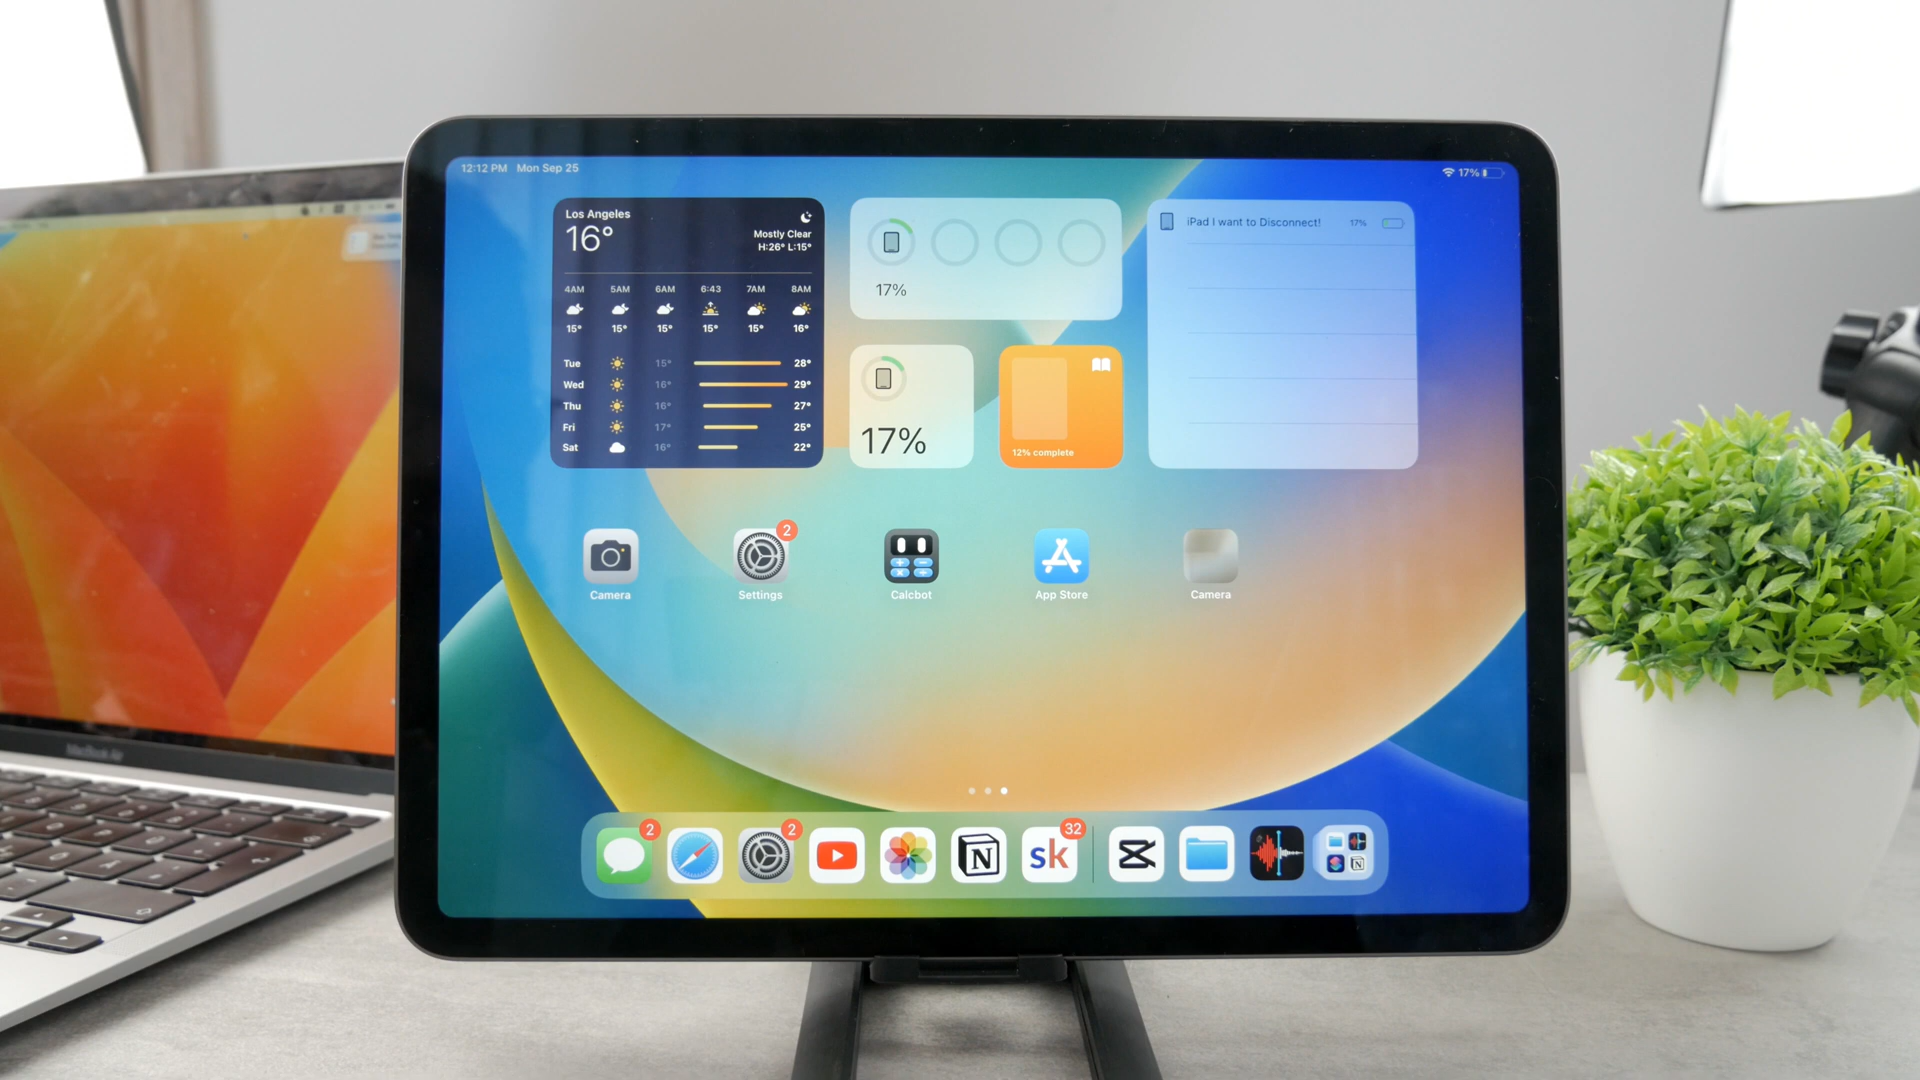 12:12 PM Mon Sep 25
17%
Los Angeles
16°
Mostly Clear
H:26° L:15°
4AM 5AM 6AM 6:43 7AM 8AM
15° 15° 15° 15° 15° 16°
Tue 15° 28°
Wed 16° 29°
Thu 16° 27°
Fri 17° 25°
Sat 16° 22°
17%
17%
12% complete
iPad I want to Disconnect! 17%
2
Camera
Settings
Calcbot
App Store
Camera
2
2
N
sk
32
MacBook Air